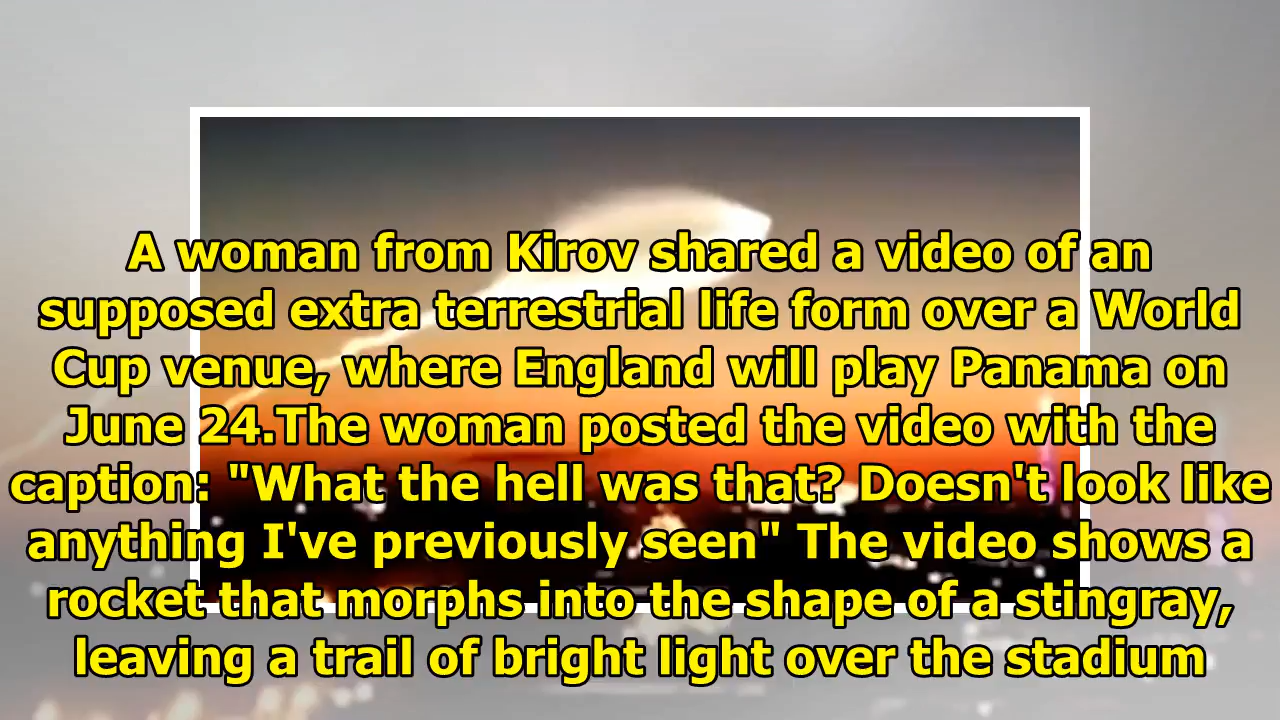 A woman from Kirov shared a video of an
supposed extra terrestrial life form over a World
Cup venue, where England will play Panama on
June 24.The woman posted the video with the
caption: "What the hell was that? Doesn't look like
anything I've previously seen" The video shows a
rocket that morphs into the shape of a stingray,
leaving a trail of bright light over the stadium